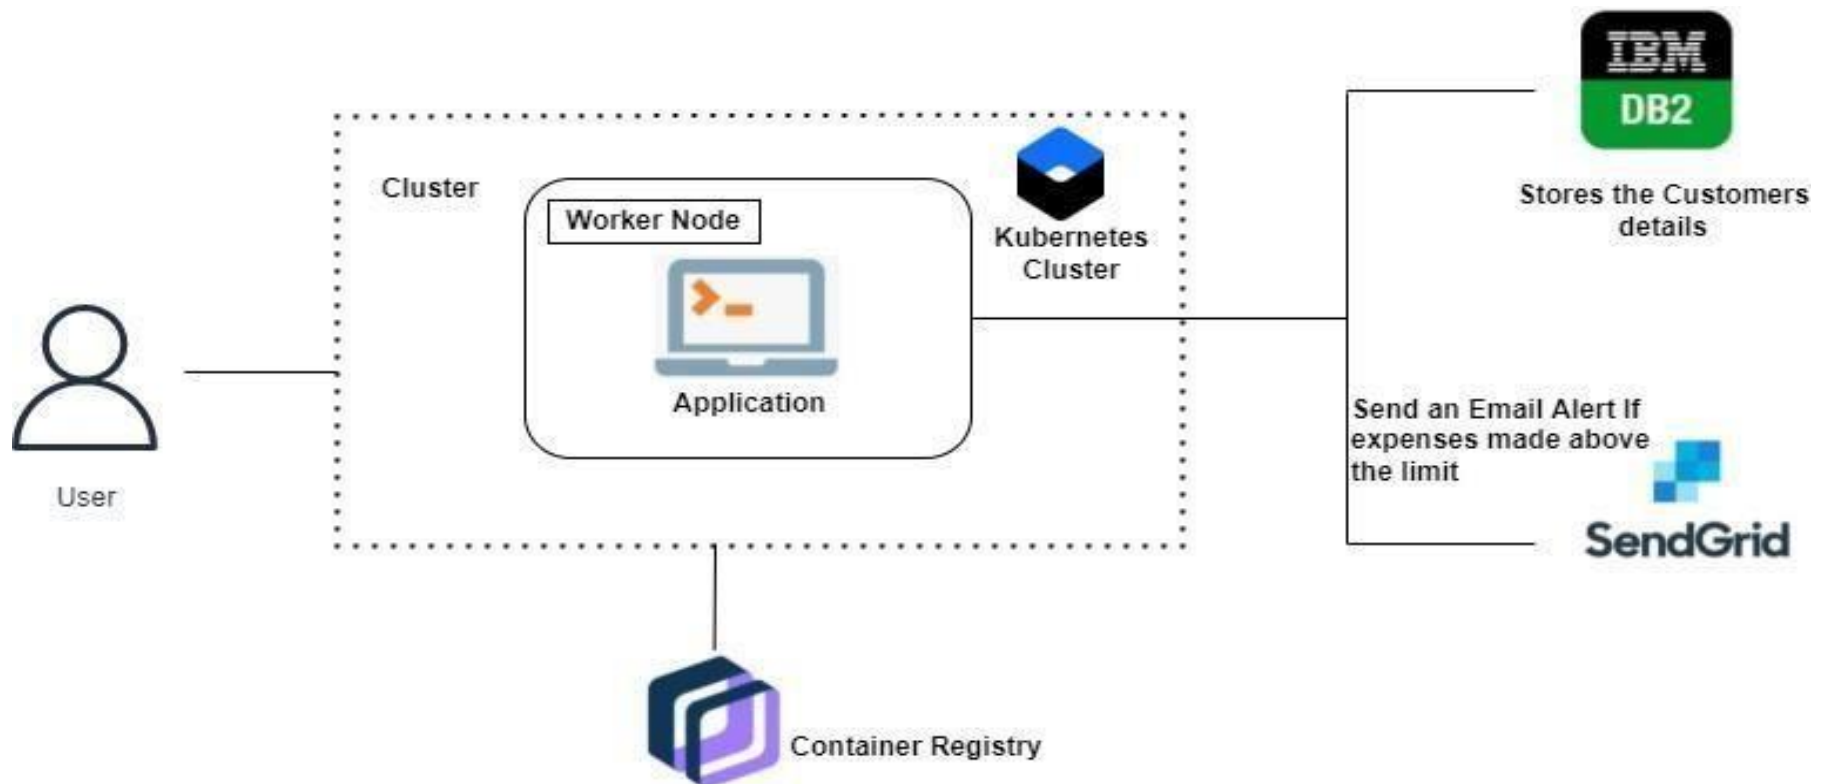 IBM
DB2
Stores the Customers
details
Cluster
Worker Node
Application
Kubernetes
Cluster
User
Send an Email Alert If
expenses made above
the limit
SendGrid
Container Registry